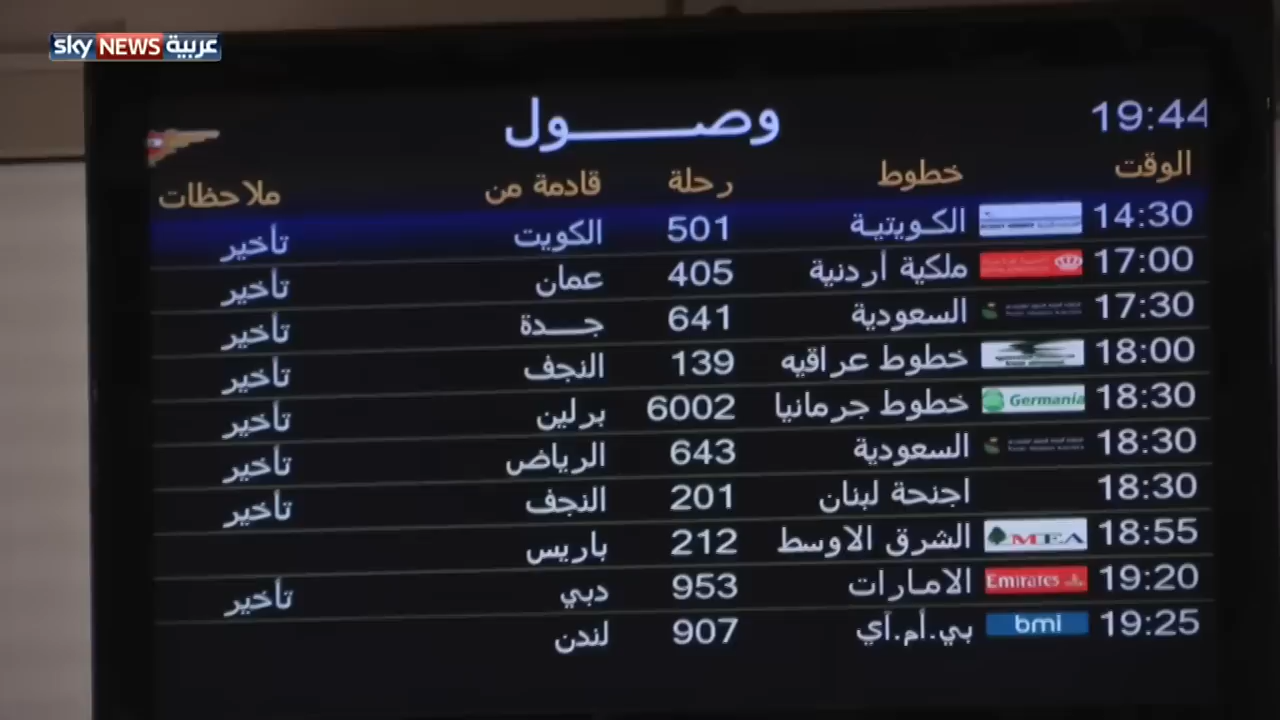 sky NEWS عربية
وصـــــول 19:44
الوقت خطوط رحلة قادمة من ملاحظات
14:30 الكـويتيـة 501 الكويت تأخير
17:00 ملكية أردنية 405 عمان تأخير
17:30 السعودية 641 جـــدة تأخير
18:00 خطوط عراقيه 139 النجف تأخير
18:30 Germania خطوط جرمانيا 6002 برلين تأخير
18:30 السعودية 643 الرياض تأخير
18:30 اجنحة لبنان 201 النجف تأخير
18:55 MEA الشرق الاوسط 212 باريس
19:20 Emirates الامـارات 953 دبي تأخير
19:25 bmi بي.أم.آي 907 لندن